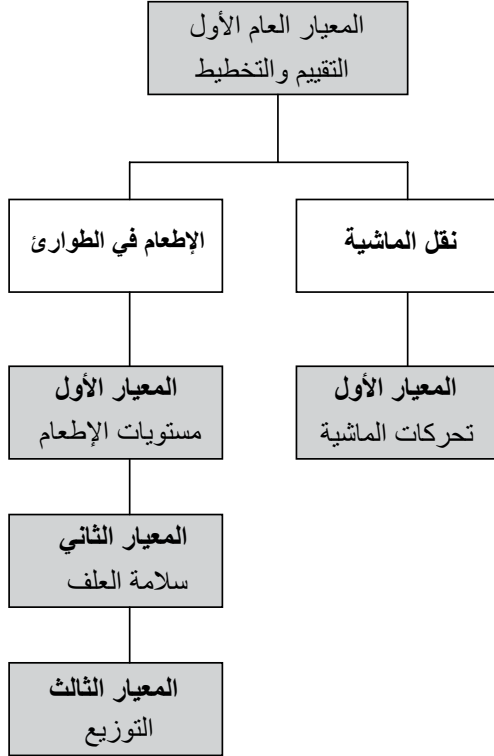 المعيار العام الأول
التقييم والتخطيط
نقل الماشية
الإطعام في الطوارئ
المعيار الأول
تحركات الماشية
المعيار الأول
مستويات الإطعام
المعيار الثاني
سلامة العلف
المعيار الثالث
التوزيع